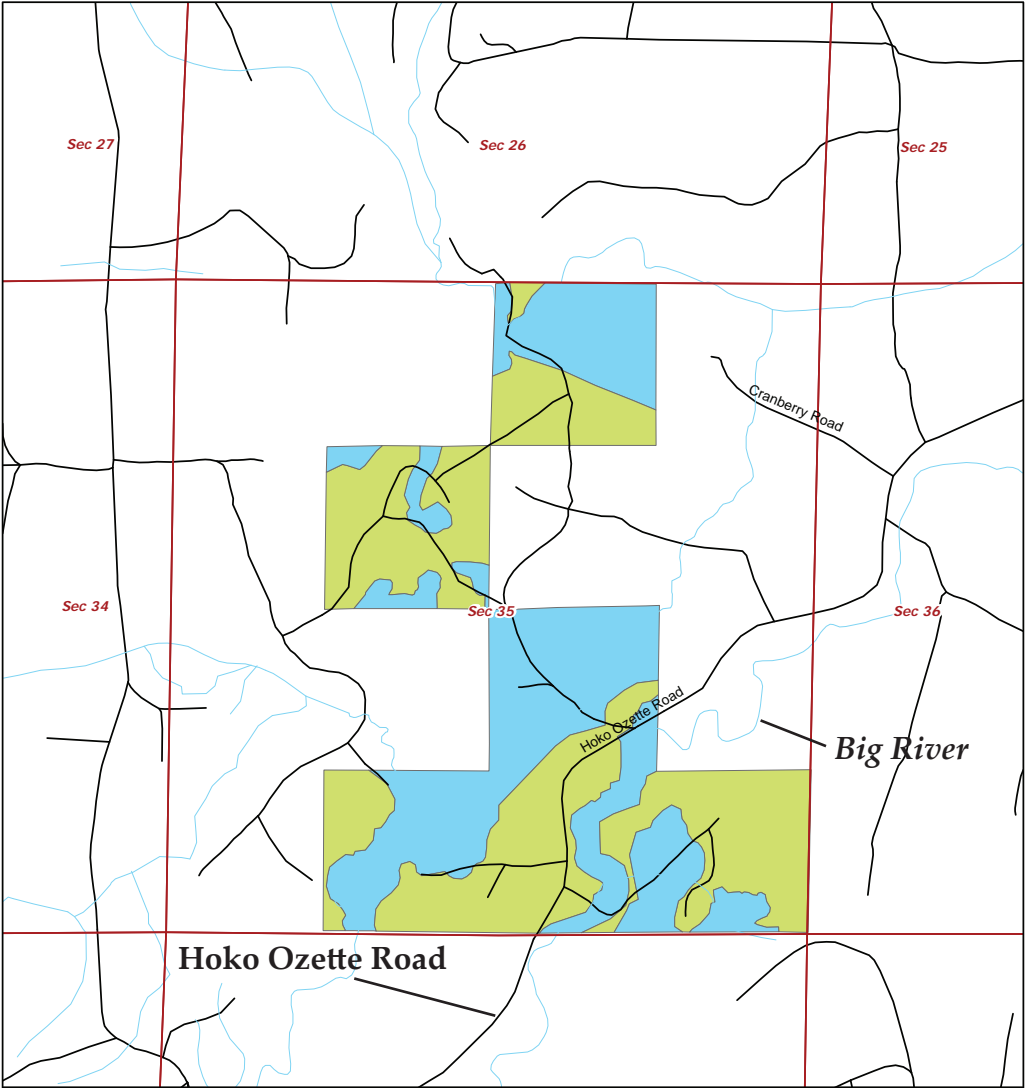 Sec 27
Sec 26
Sec 25
Cranberry Road
Sec 34
Sec 35
Sec 36
Hoko Ozette Road
Big River
Hoko Ozette Road